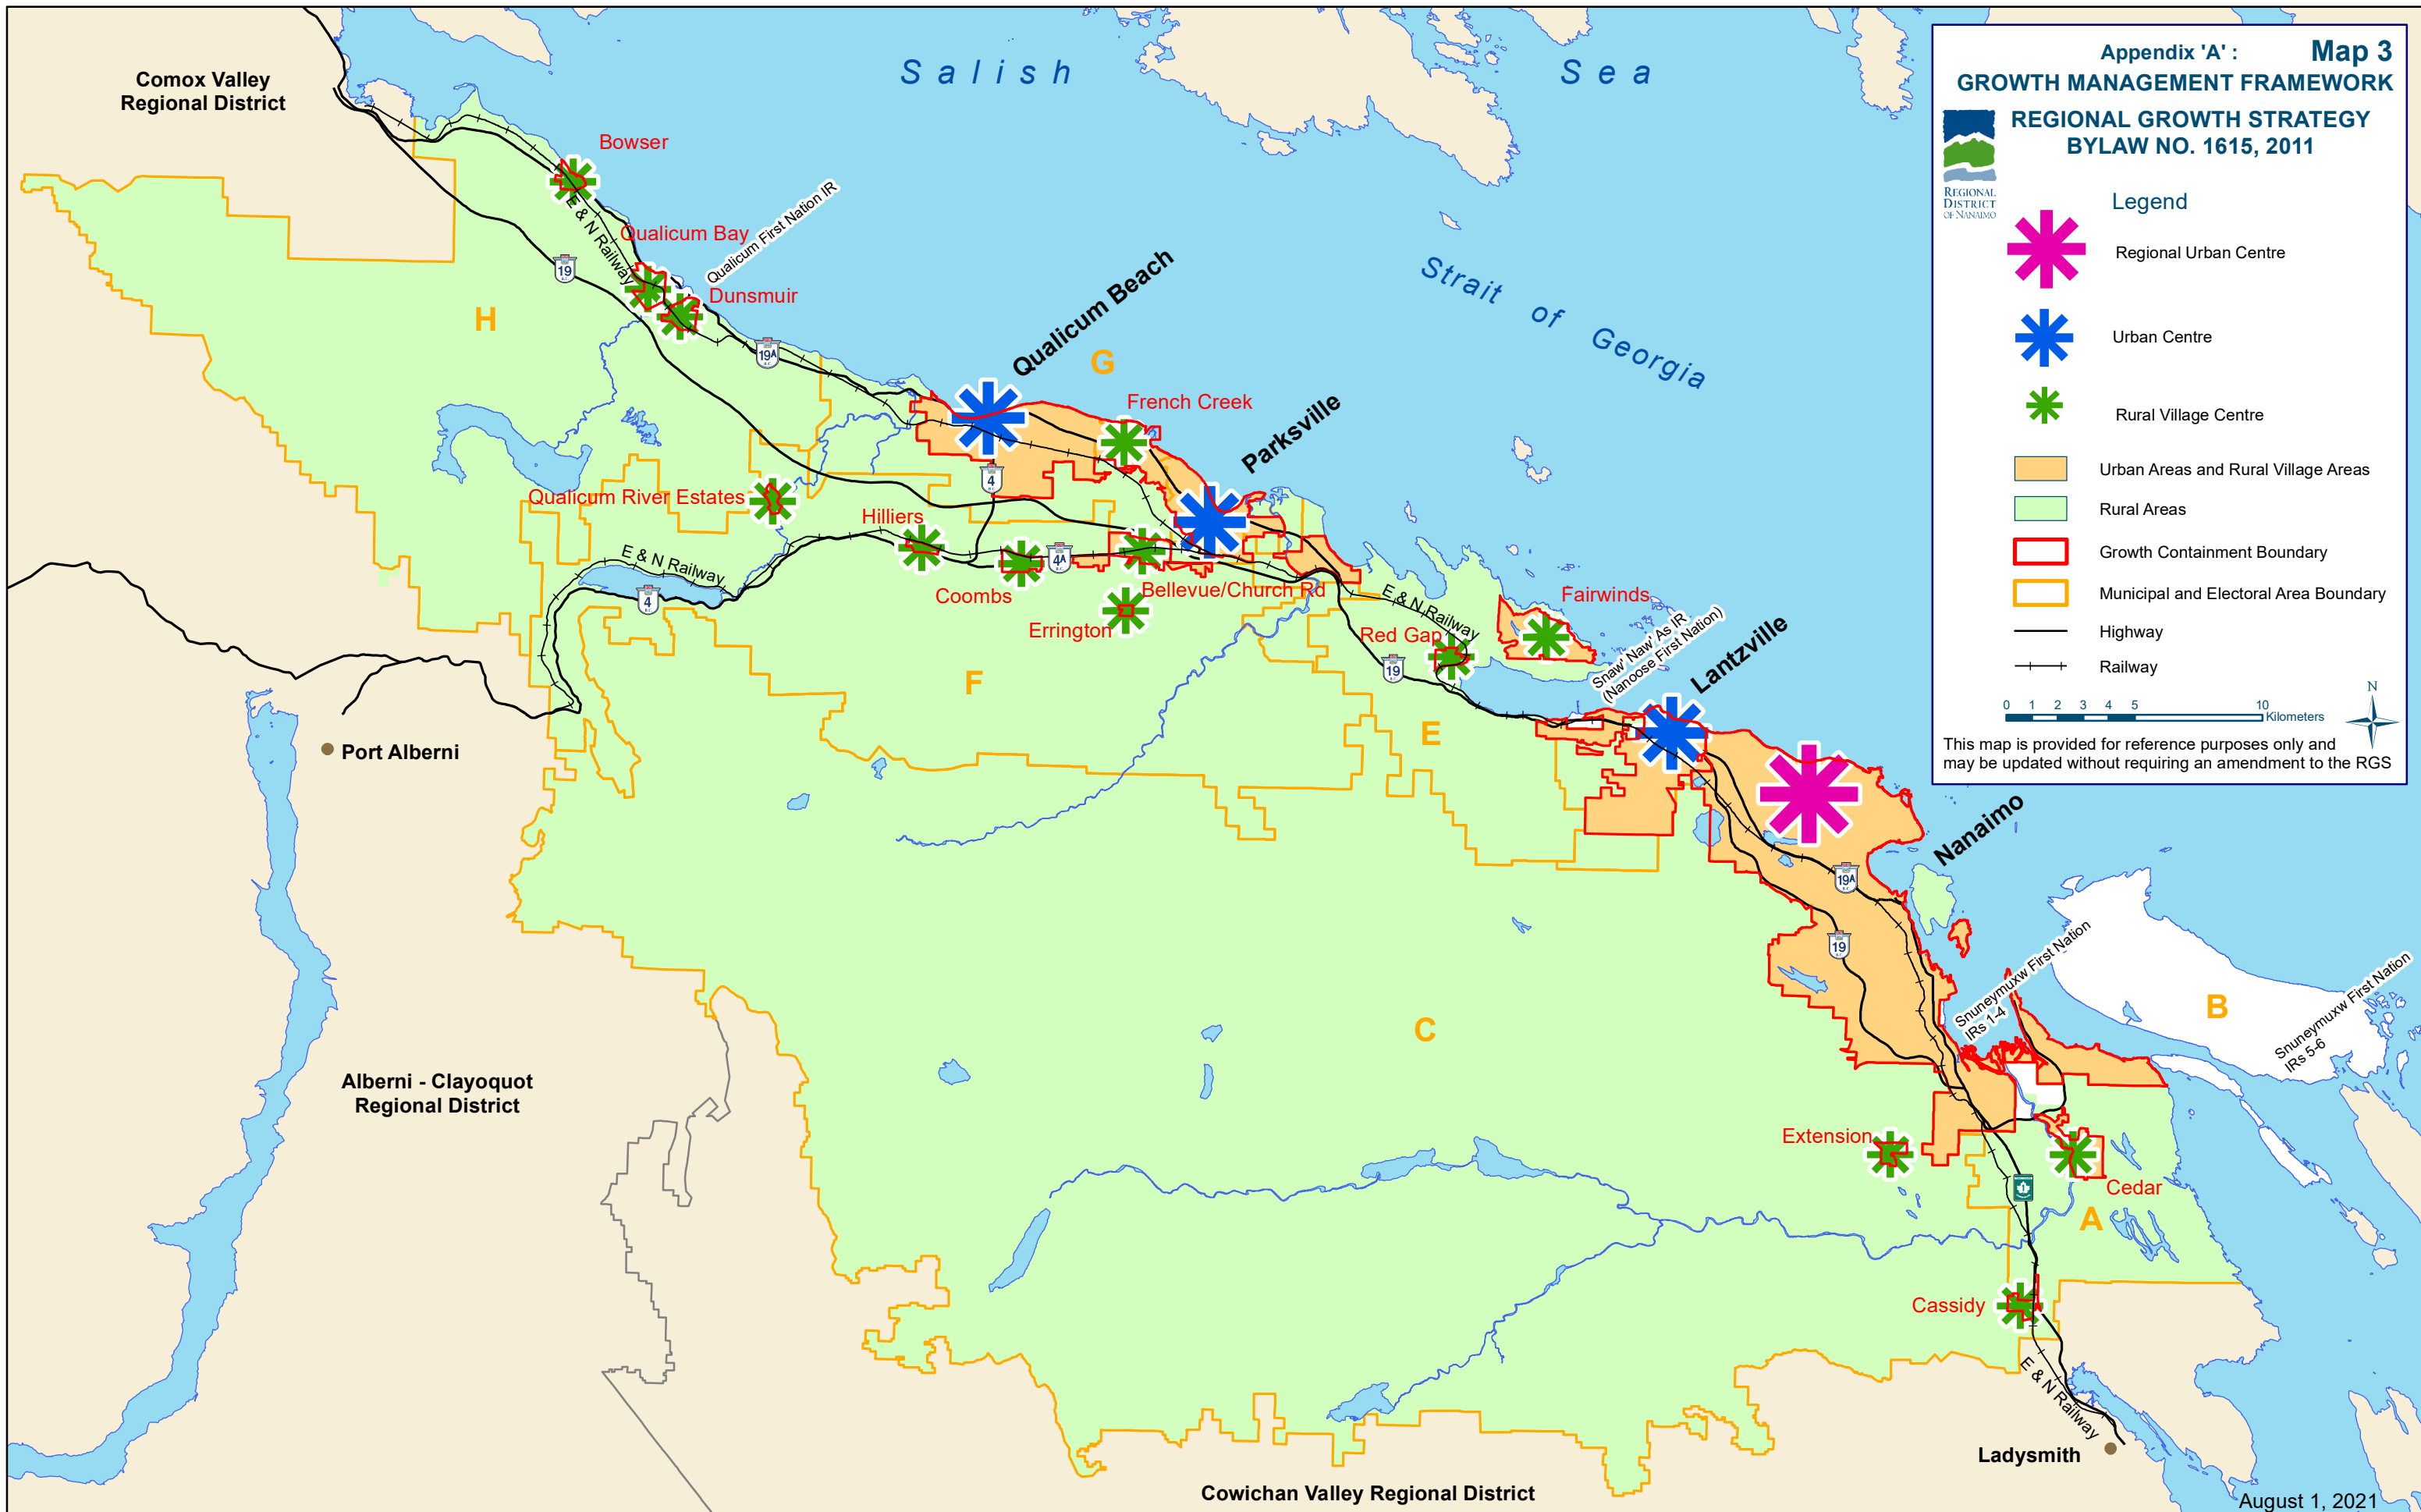 Comox Valley
Regional District
Salish Sea
Appendix 'A' :
Map 3
GROWTH MANAGEMENT FRAMEWORK
REGIONAL GROWTH STRATEGY
BYLAW NO. 1615, 2011
REGIONAL
DISTRICT
OF NANAIMO
Legend
Regional Urban Centre
Urban Centre
Rural Village Centre
Urban Areas and Rural Village Areas
Rural Areas
Growth Containment Boundary
Municipal and Electoral Area Boundary
Highway
Railway
0 1 2 3 4 5 10
Kilometers
N
This map is provided for reference purposes only and
may be updated without requiring an amendment to the RGS
Bowser
E & N Railway
Qualicum Bay
Qualicum First Nation IR
19
Dunsmuir
H
19A
Qualicum Beach
G
Strait of Georgia
French Creek
Parksville
4
Qualicum River Estates
Hilliers
E & N Railway
4
4A
Coombs
Bellevue/Church Rd
Errington
E & N Railway
Fairwinds
Red Gap
19
Snaw' Naw' As IR
(Nanoose First Nation)
Lantzville
F
E
Port Alberni
Nanaimo
19A
19
Snuneymuxw First Nation
IRs 1-4
B
Snuneymuxw First Nation
IRs 5-6
C
Alberni - Clayoquot
Regional District
Extension
Cedar
1
A
Cassidy
E & N Railway
Ladysmith
Cowichan Valley Regional District
August 1, 2021